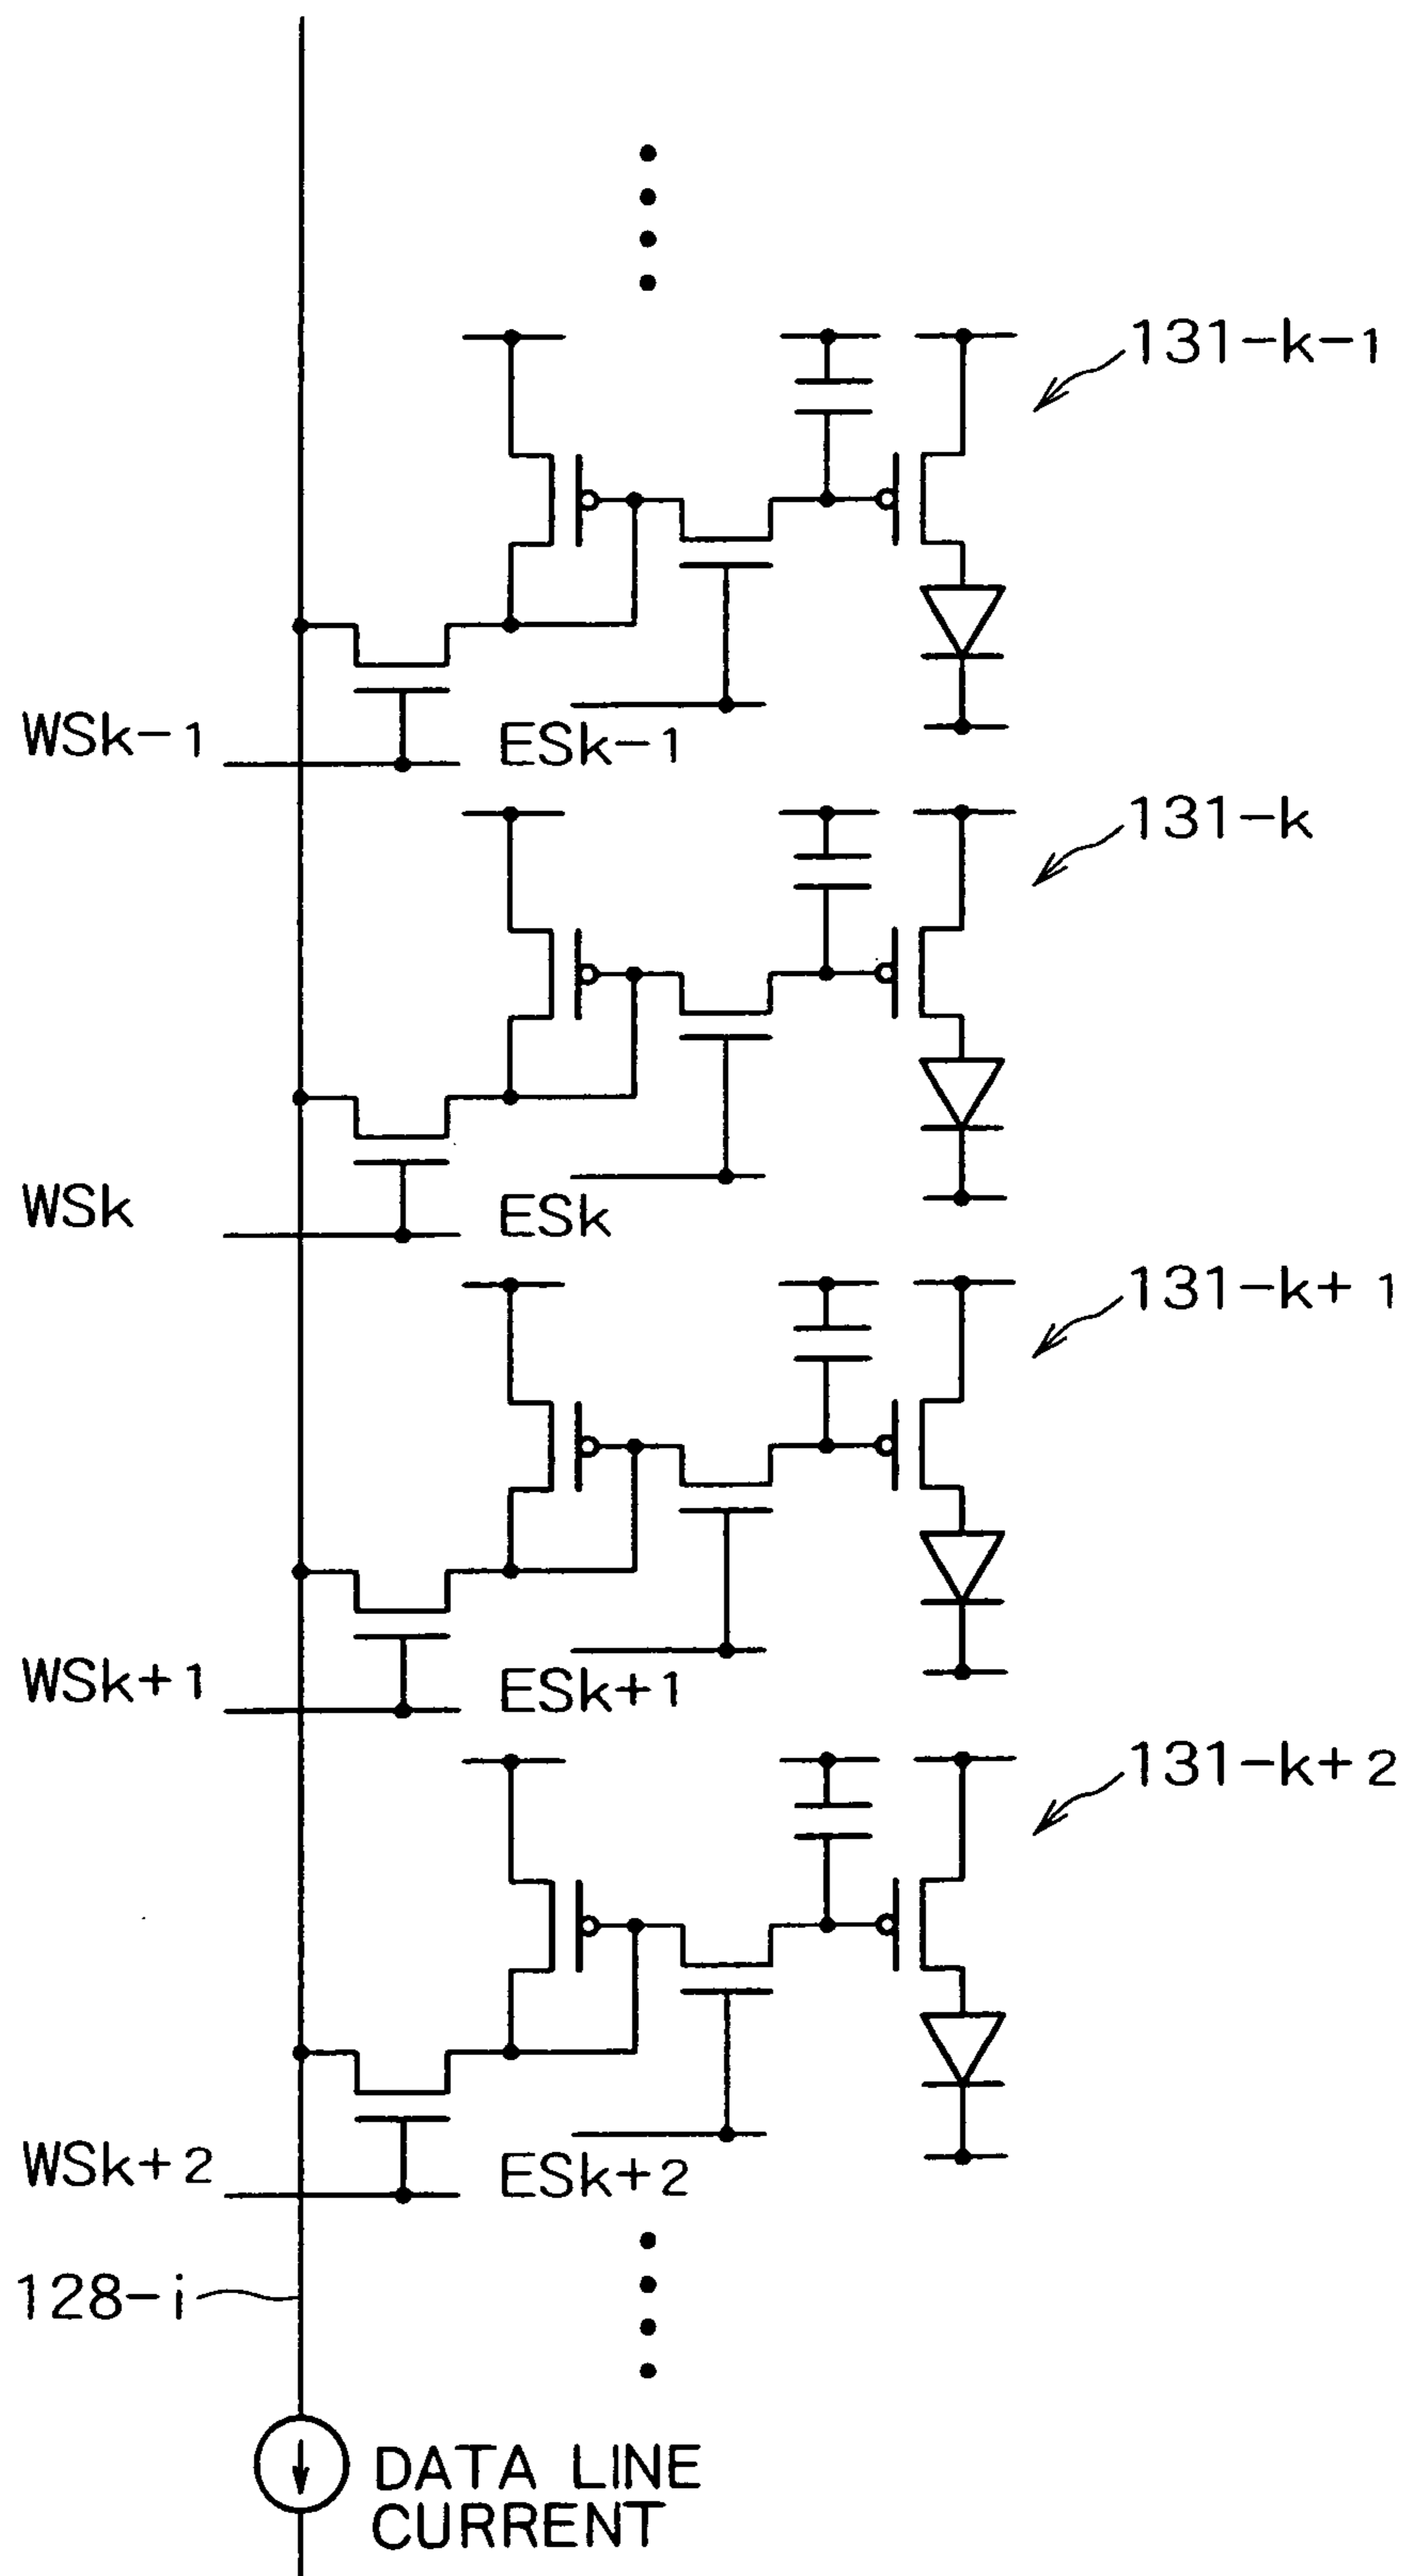 131-k-1
WSk-1
ESk-1
131-k
WSk
ESk
131-k+1
WSk+1
ESk+1
131-k+2
WSk+2
ESk+2
128-i
DATA LINE
CURRENT